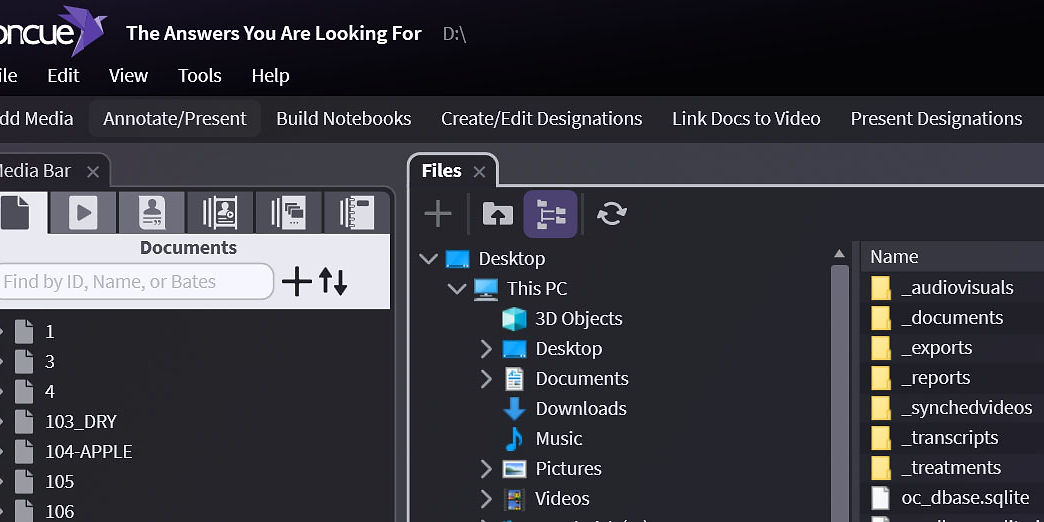 oncue The Answers You Are Looking For D:\
ile Edit View Tools Help
dd Media Annotate/Present Build Notebooks Create/Edit Designations Link Docs to Video Present Designations
Media Bar
Files
Documents
Find by ID, Name, or Bates
1
3
4
103_DRY
104-APPLE
105
106
Desktop
This PC
3D Objects
Desktop
Documents
Downloads
Music
Pictures
Videos
Name
_audiovisuals
_documents
_exports
_reports
_synchedvideos
_transcripts
_treatments
oc_dbase.sqlite